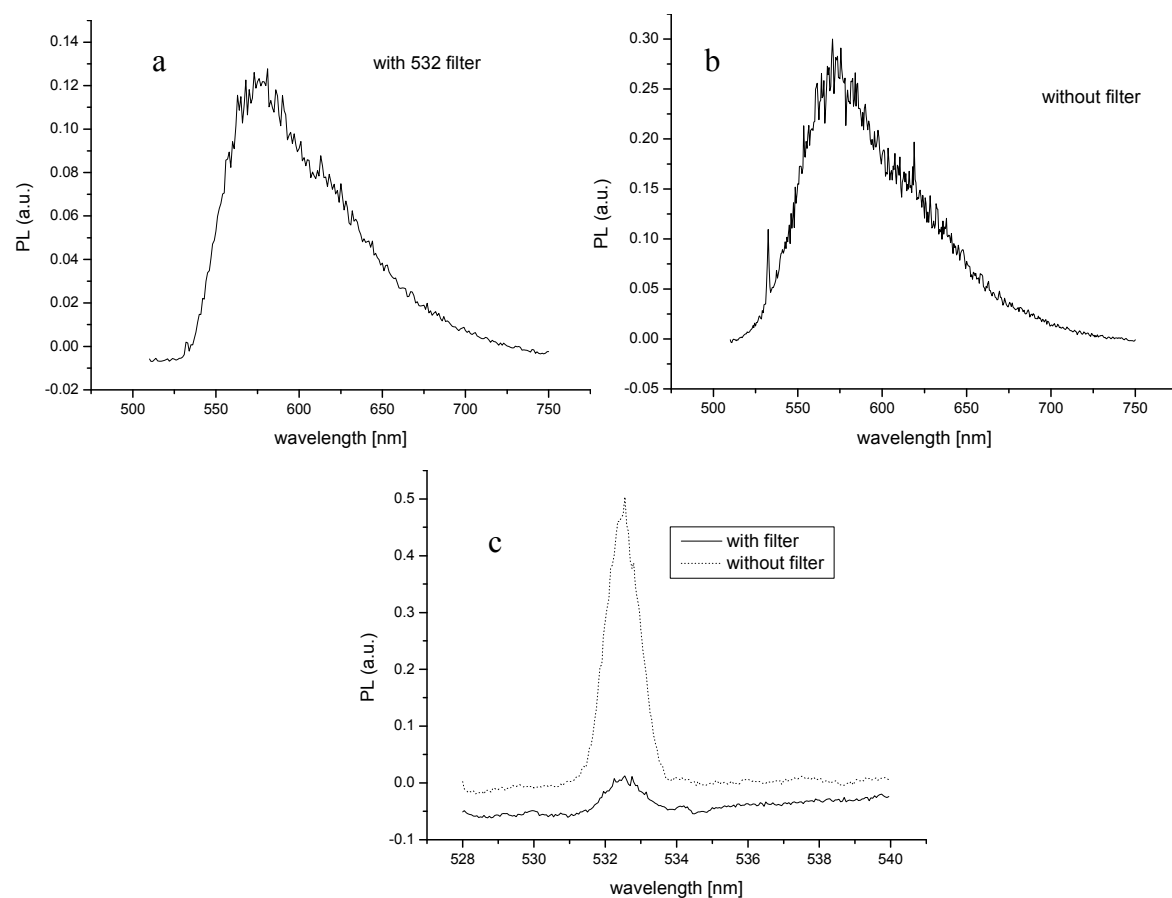 a
with 532 filter
0.14
0.12
0.10
0.08
0.06
0.04
0.02
0.00
-0.02
PL (a.u.)
500 550 600 650 700 750
wavelength [nm]
b
without filter
0.30
0.25
0.20
0.15
0.10
0.05
0.00
-0.05
PL (a.u.)
500 550 600 650 700 750
wavelength [nm]
c
with filter
without filter
0.5
0.4
0.3
0.2
0.1
0.0
-0.1
PL (a.u.)
528 530 532 534 536 538 540
wavelength [nm]